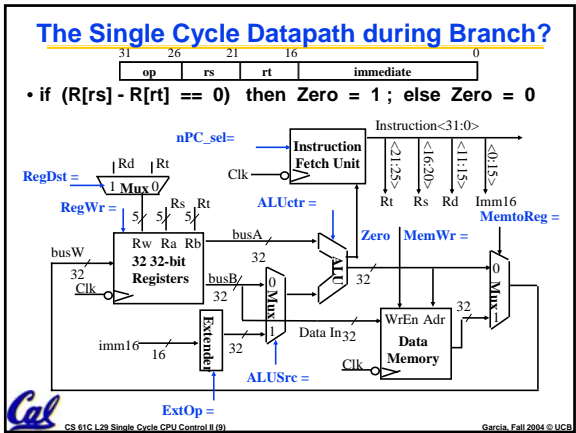 The Single Cycle Datapath during Branch?
31 26 21 16 0
op rs rt immediate
• if (R[rs] - R[rt] == 0) then Zero = 1 ; else Zero = 0
Instruction<31:0>
nPC_sel=
Instruction
Fetch Unit
Clk
<21:25>
<16:20>
<11:15>
<0:15>
Rt Rs Rd Imm16
Rd Rt
RegDst =
1 Mux 0
RegWr =
5 5 5
Rs Rt
ALUctr =
Zero MemWr =
MemtoReg =
busW
32
Clk
Rw Ra Rb
32 32-bit
Registers
busA
32
busB
32
ALU
32
0
Mux
1
Extender
imm16
16
32
Data In 32
WrEn Adr
Data
Memory
Clk
32
0
Mux
1
ALUSrc =
ExtOp =
Cal
CS 61C L29 Single Cycle CPU Control II (9)
Garcia, Fall 2004 © UCB